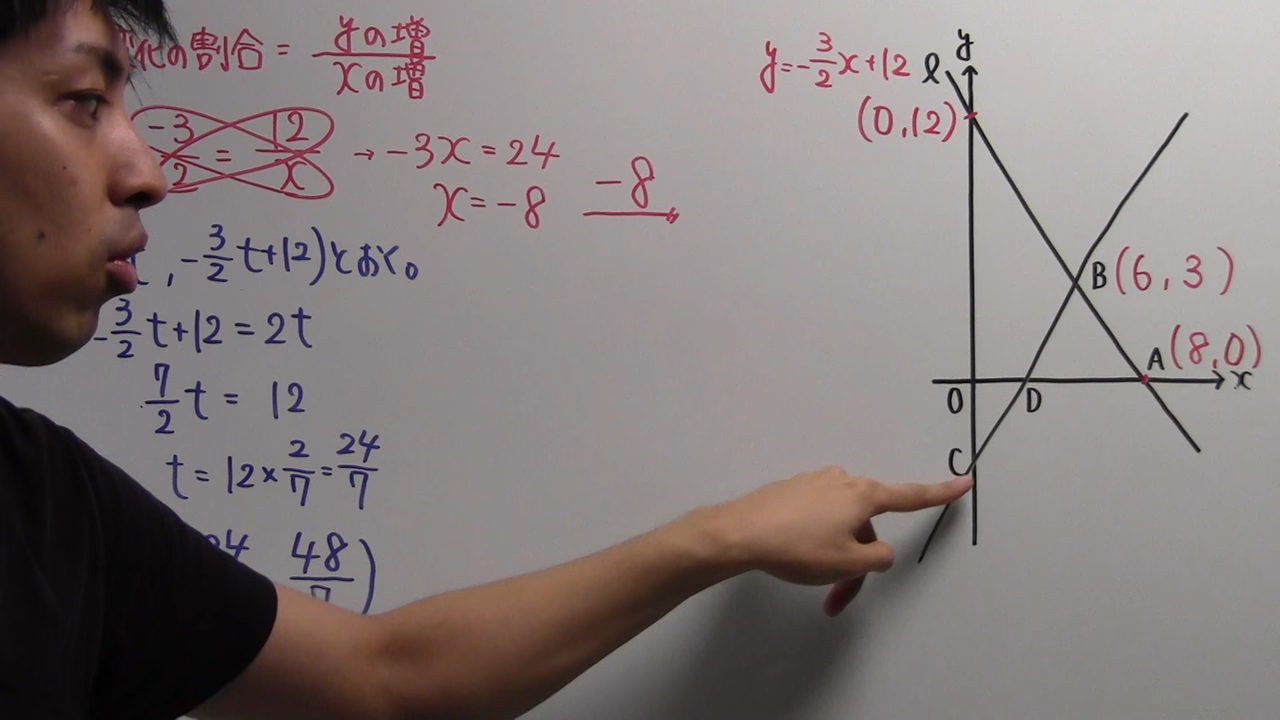 化の割合 = yの増/xの増
-3/2 = 12/x → -3x = 24
x = -8 -8
, -3/2 t+12)とおく。
-3/2 t+12 = 2t
7/2 t = 12
t = 12 × 2/7 = 24/7
24 48/7)
y = -3/2 x+12
l
y
(0,12)
B(6,3)
A(8,0)
x
O
D
C